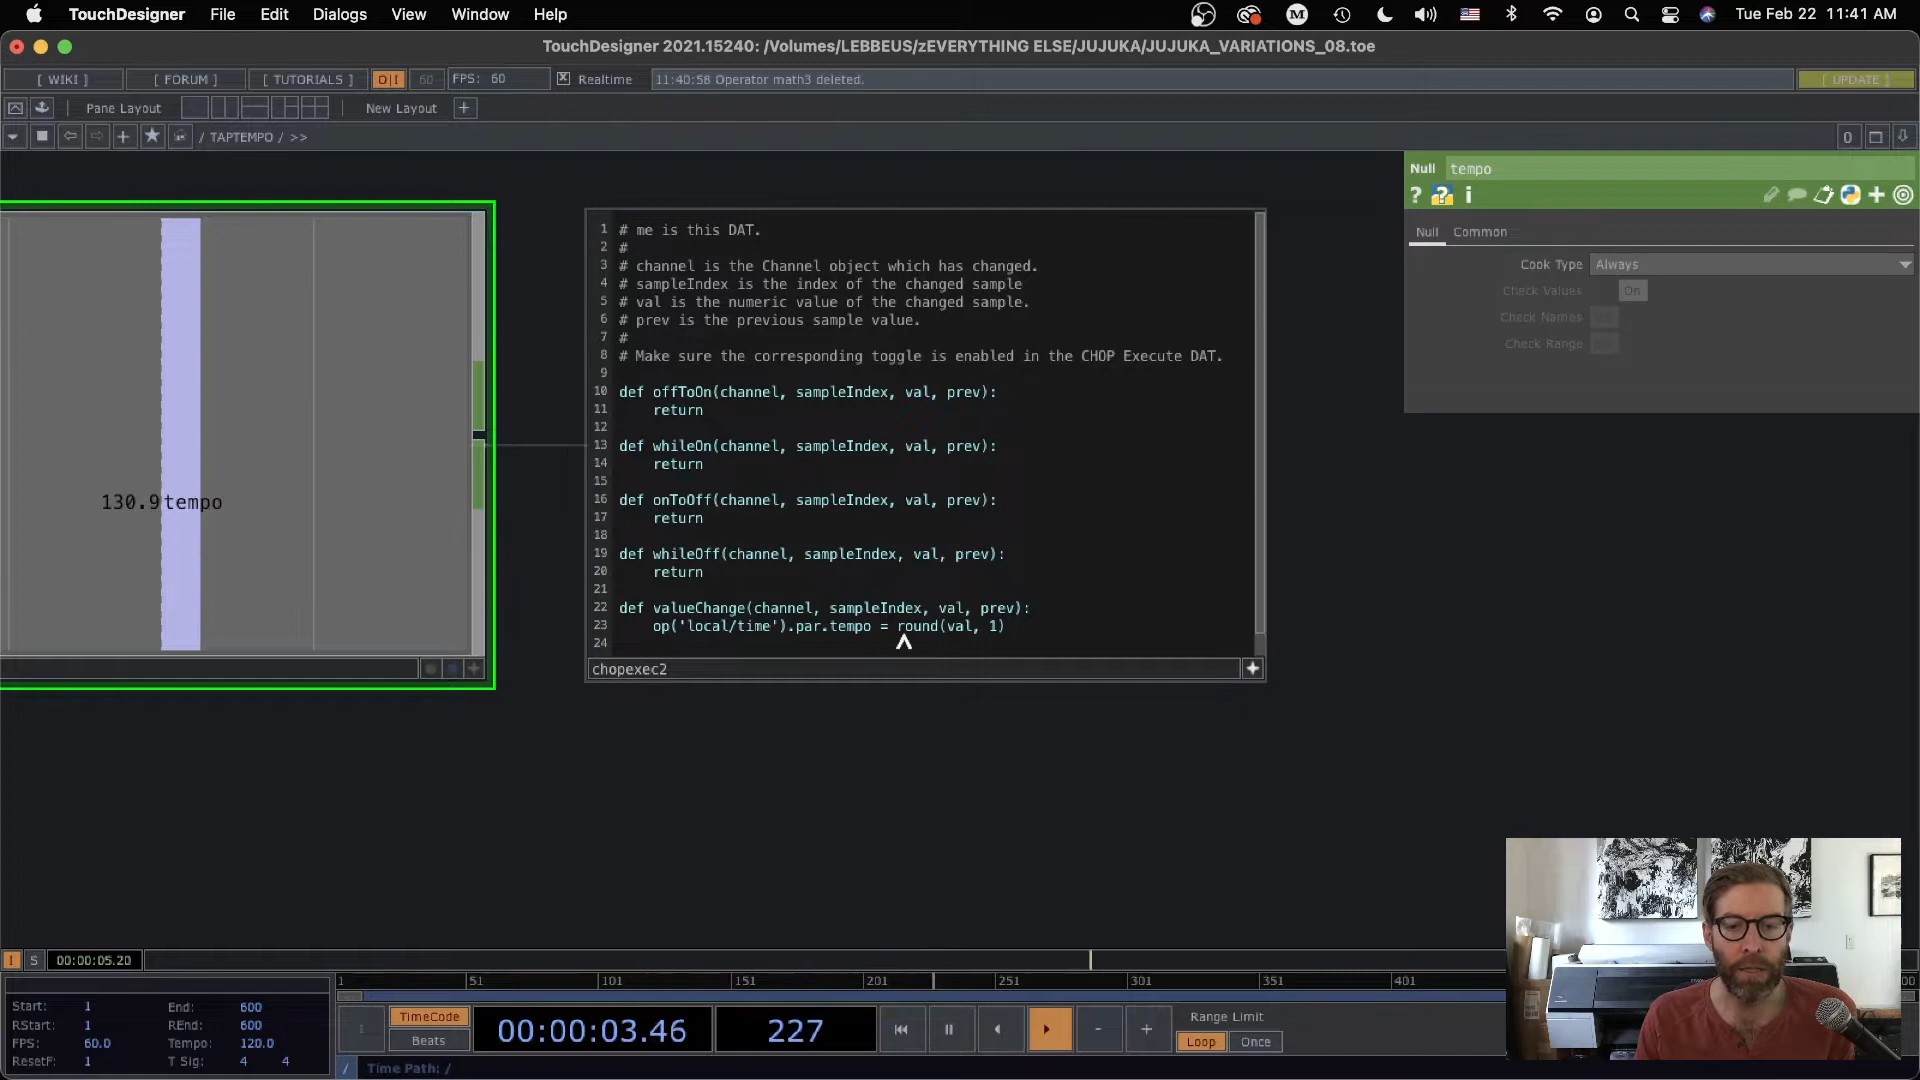 TouchDesigner File Edit Dialogs View Window Help
Tue Feb 22 11:41 AM
TouchDesigner 2021.15240: /Volumes/LEBBEUS/zEVERYTHING ELSE/JUJUKA/JUJUKA_VARIATIONS_08.toe
[ WIKI ] [ FORUM ] [ TUTORIALS ] O|I 60 FPS: 60 Realtime 11:40:58 Operator math3 deleted. [ UPDATE ]
Pane Layout New Layout +
/ TAPTEMPO / >> 0
Null tempo
? ? i
Null Common
Cook Type Always
Check Values On
Check Names
Check Range
130.9 tempo
1 # me is this DAT.
2 #
3 # channel is the Channel object which has changed.
4 # sampleIndex is the index of the changed sample
5 # val is the numeric value of the changed sample.
6 # prev is the previous sample value.
7 #
8 # Make sure the corresponding toggle is enabled in the CHOP Execute DAT.
9
10 def offToOn(channel, sampleIndex, val, prev):
11 return
12
13 def whileOn(channel, sampleIndex, val, prev):
14 return
15
16 def onToOff(channel, sampleIndex, val, prev):
17 return
18
19 def whileOff(channel, sampleIndex, val, prev):
20 return
21
22 def valueChange(channel, sampleIndex, val, prev):
23 op('local/time').par.tempo = round(val, 1)
24
chopexec2
I S 00:00:05.20
1 51 101 151 201 251 301 351 401
Start: 1 End: 600
RStart: 1 REnd: 600
FPS: 60.0 Tempo: 120.0
ResetF: 1 T Sig: 4 4
TimeCode
Beats
00:00:03.46 227
- +
Range Limit
Loop Once
/ Time Path: /